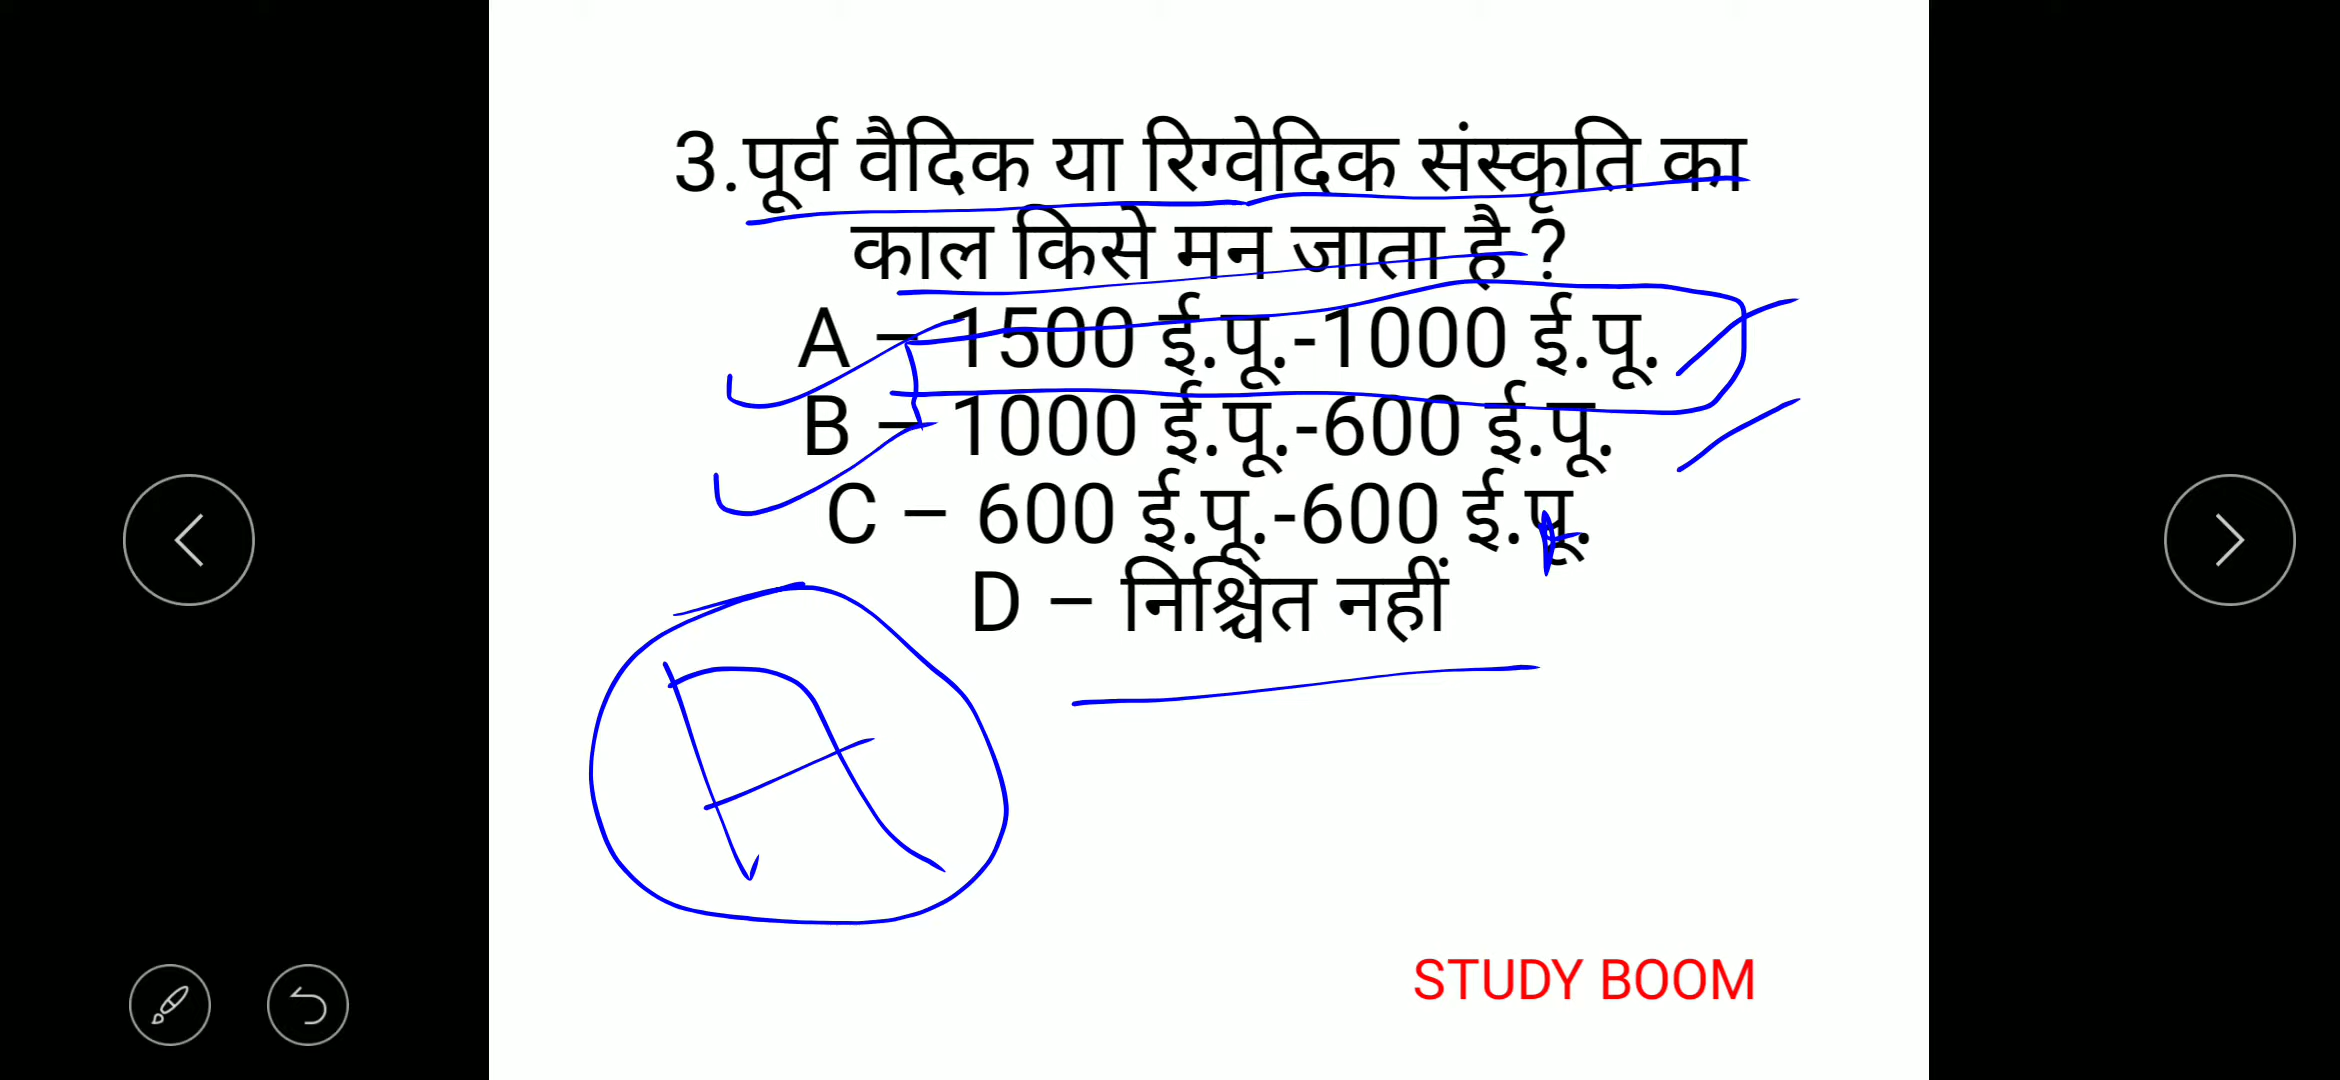 3.पूर्व वैदिक या रिग्वेदिक संस्कृति का
काल किसे मन जाता है ?
A – 1500 ई.पू.-1000 ई.पू.
B – 1000 ई.पू.-600 ई.पू.
C – 600 ई.पू.-600 ई.पू.
D – निश्चित नहीं
A
STUDY BOOM